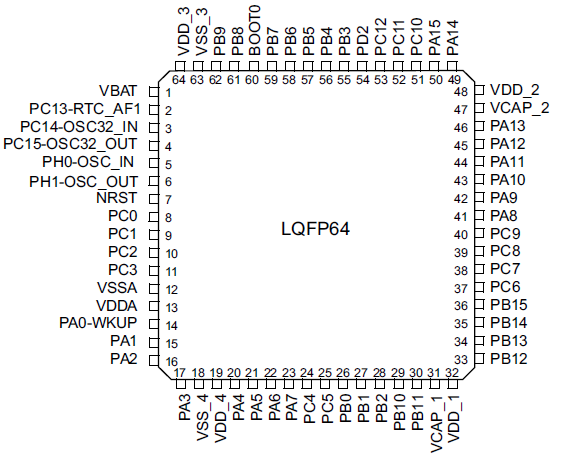 VDD_3
VSS_3
PB9
PB8
BOOT0
PB7
PB6
PB5
PB4
PB3
PD2
PC12
PC11
PC10
PA15
PA14
64 63 62 61 60 59 58 57 56 55 54 53 52 51 50 49
VBAT 1
PC13-RTC_AF1 2
PC14-OSC32_IN 3
PC15-OSC32_OUT 4
PH0-OSC_IN 5
PH1-OSC_OUT 6
NRST 7
PC0 8
PC1 9
PC2 10
PC3 11
VSSA 12
VDDA 13
PA0-WKUP 14
PA1 15
PA2 16
LQFP64
48 VDD_2
47 VCAP_2
46 PA13
45 PA12
44 PA11
43 PA10
42 PA9
41 PA8
40 PC9
39 PC8
38 PC7
37 PC6
36 PB15
35 PB14
34 PB13
33 PB12
17 18 19 20 21 22 23 24 25 26 27 28 29 30 31 32
PA3
VSS_4
VDD_4
PA4
PA5
PA6
PA7
PC4
PC5
PB0
PB1
PB2
PB10
PB11
VCAP_1
VDD_1